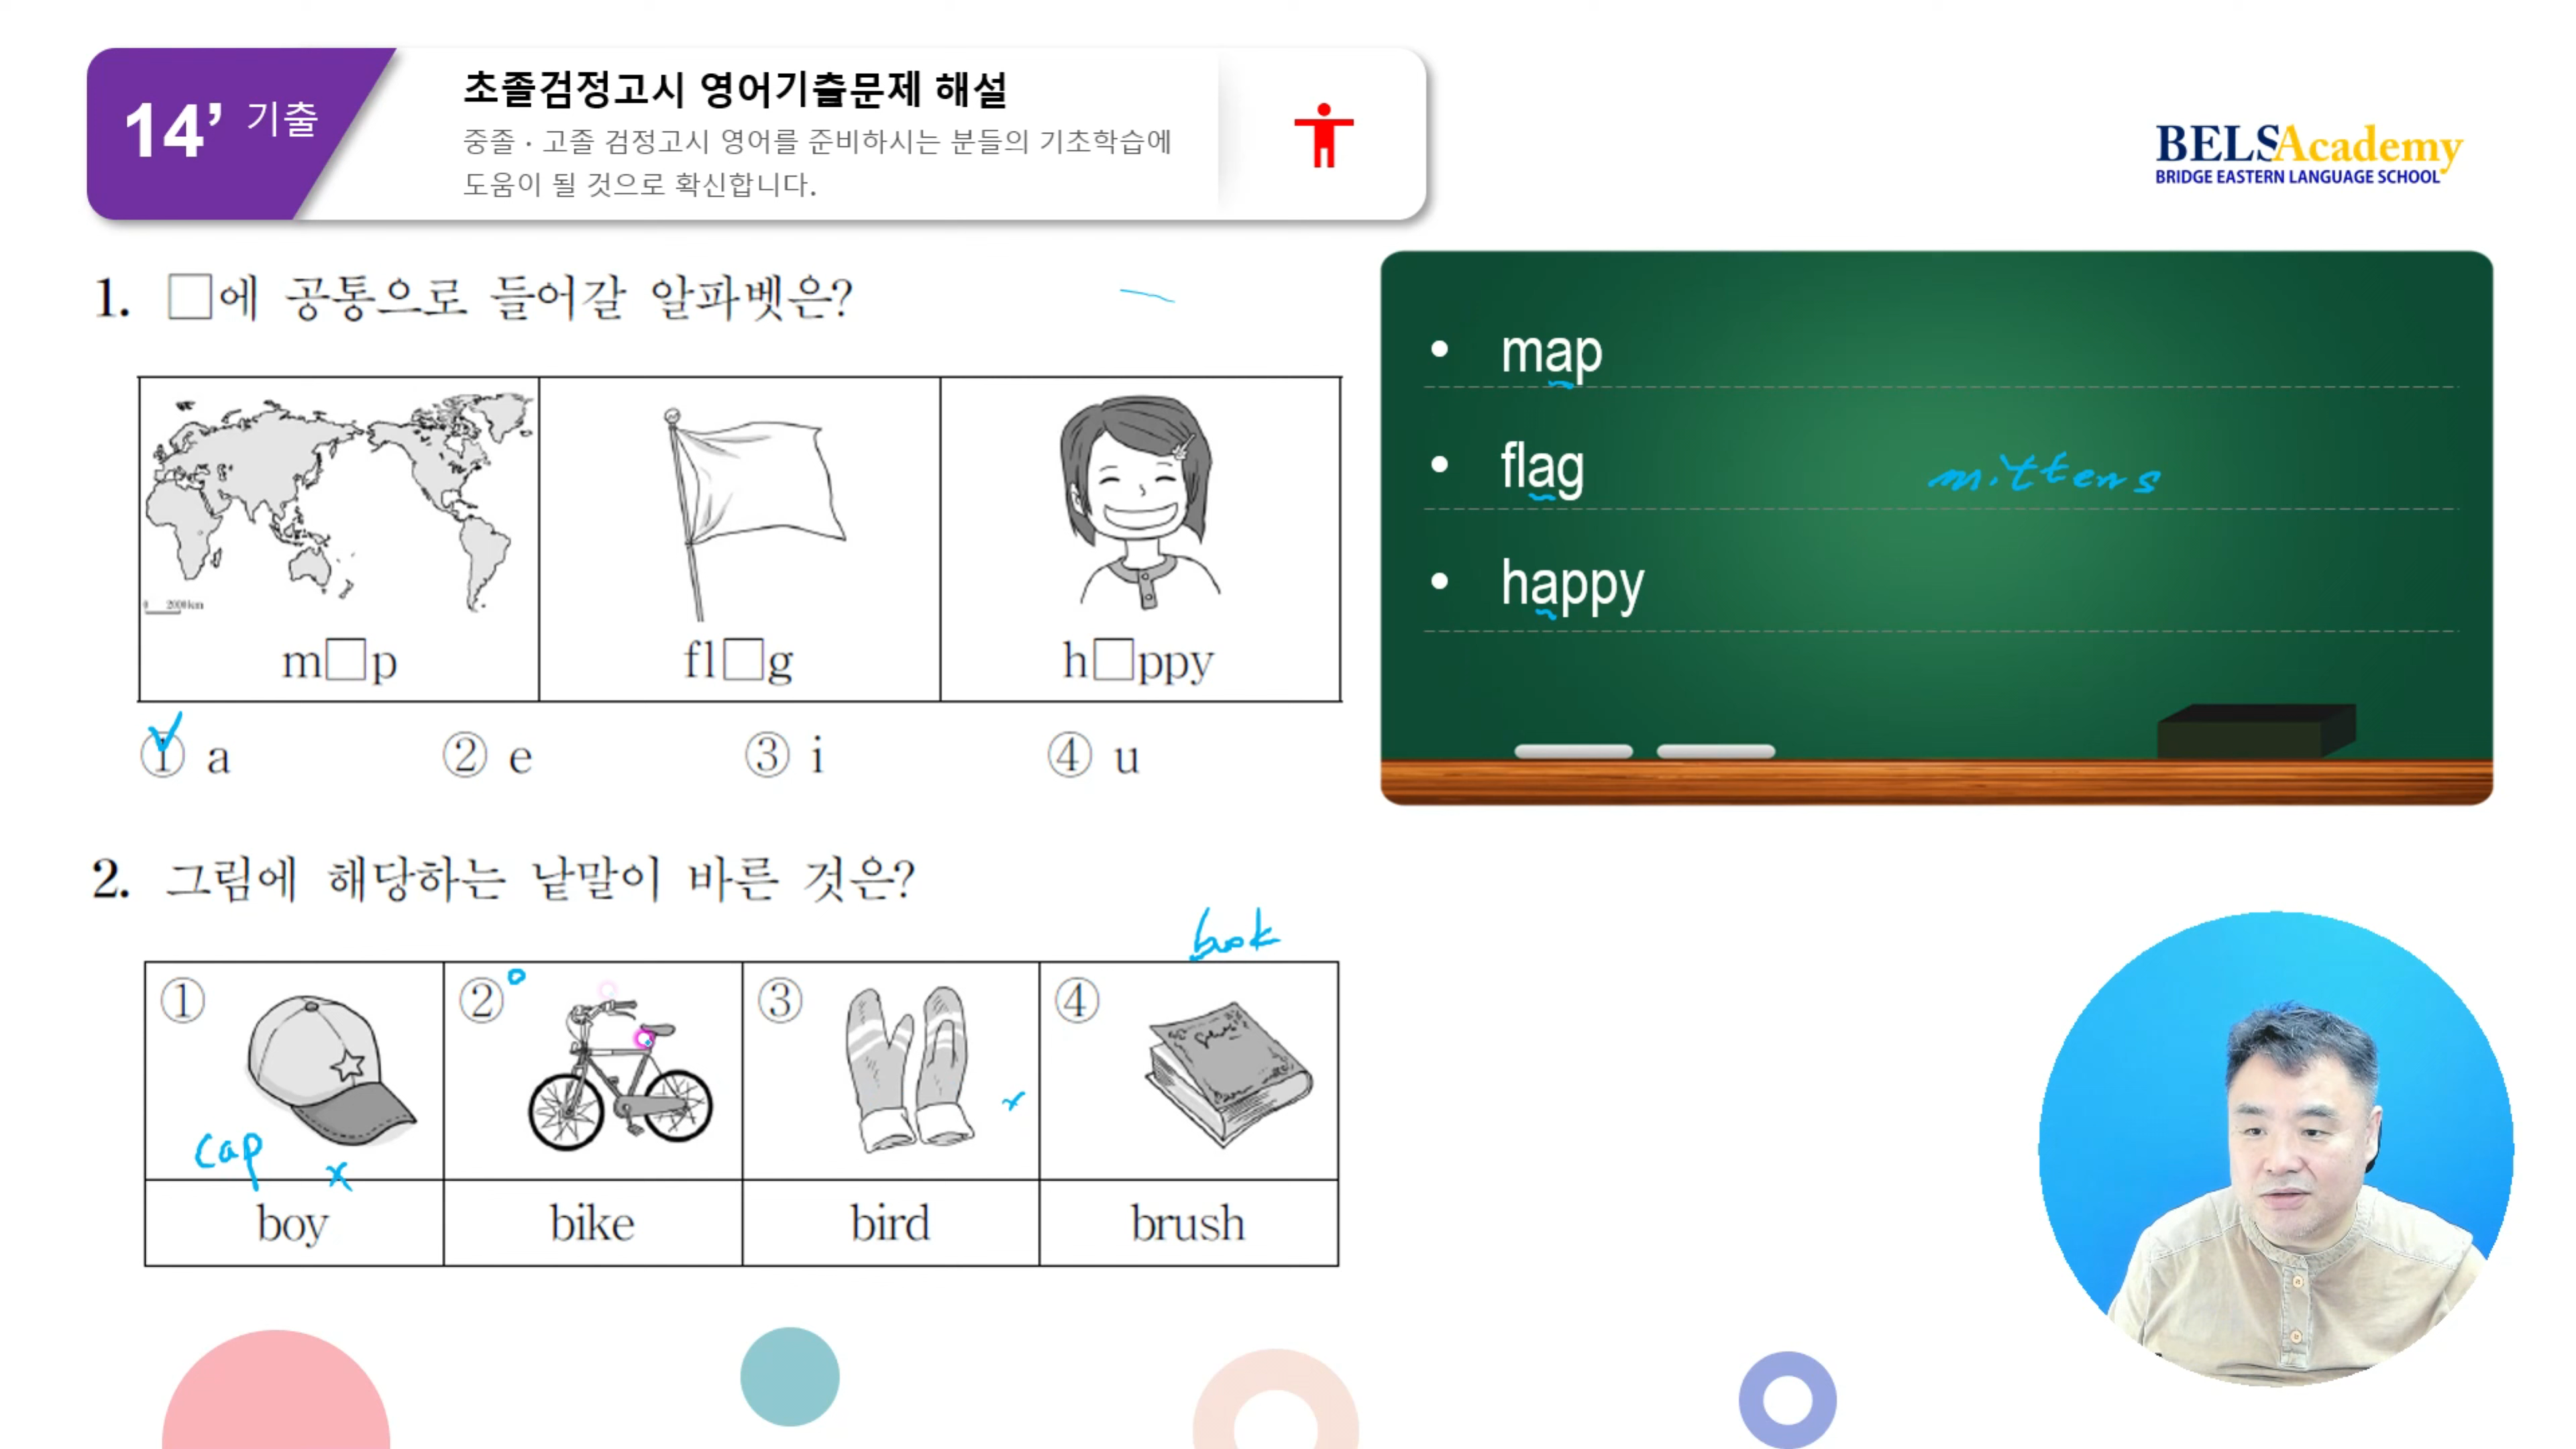 14’ 기출
초졸검정고시 영어기출문제 해설
중졸 · 고졸 검정고시 영어를 준비하시는 분들의 기초학습에
도움이 될 것으로 확신합니다.
BELSAcademy
BRIDGE EASTERN LANGUAGE SCHOOL
1. □에 공통으로 들어갈 알파벳은?
0 2000km
m□p
fl□g
h□ppy
① a ② e ③ i ④ u
• map
• flag
mittens
• happy
2. 그림에 해당하는 낱말이 바른 것은?
book
① ② ③ ④
cap x
x
boy bike bird brush